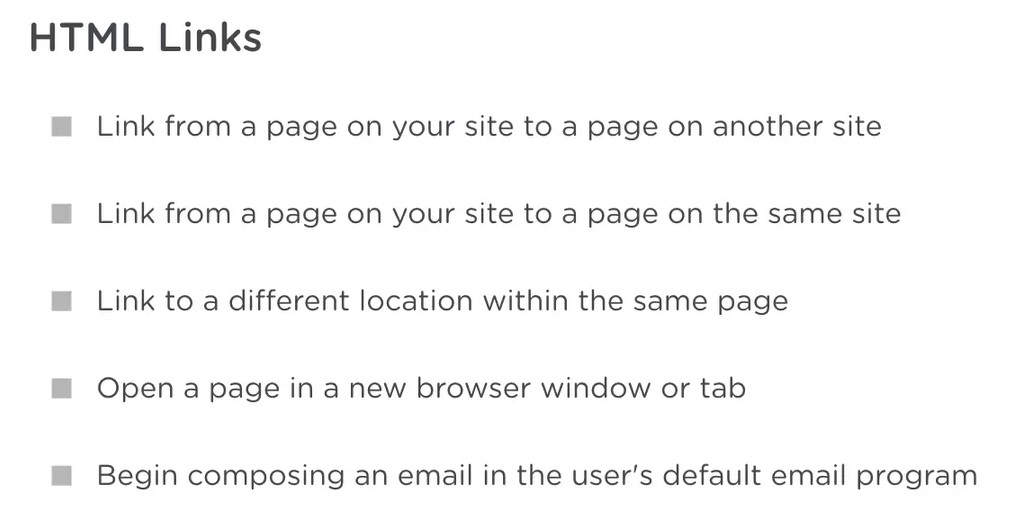 HTML Links
Link from a page on your site to a page on another site
Link from a page on your site to a page on the same site
Link to a different location within the same page
Open a page in a new browser window or tab
Begin composing an email in the user's default email program